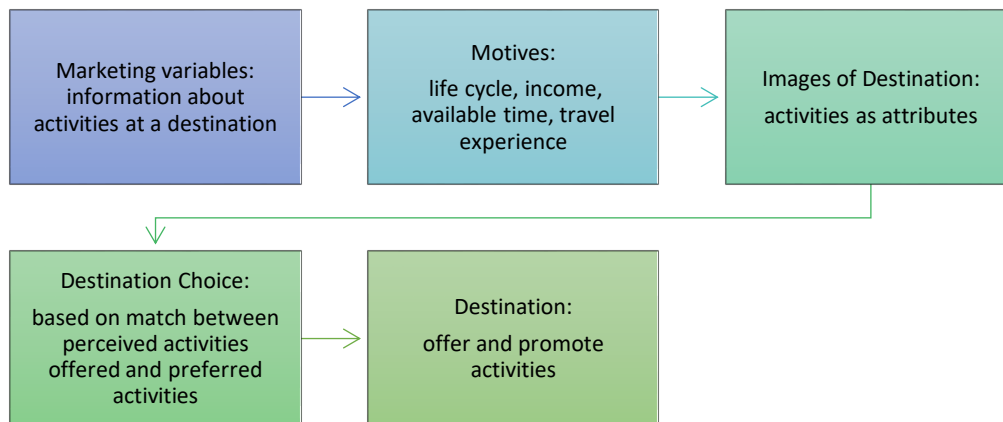 Marketing variables:
information about
activities at a destination
Motives:
life cycle, income,
available time, travel
experience
Images of Destination:
activities as attributes
Destination Choice:
based on match between
perceived activities
offered and preferred
activities
Destination:
offer and promote
activities